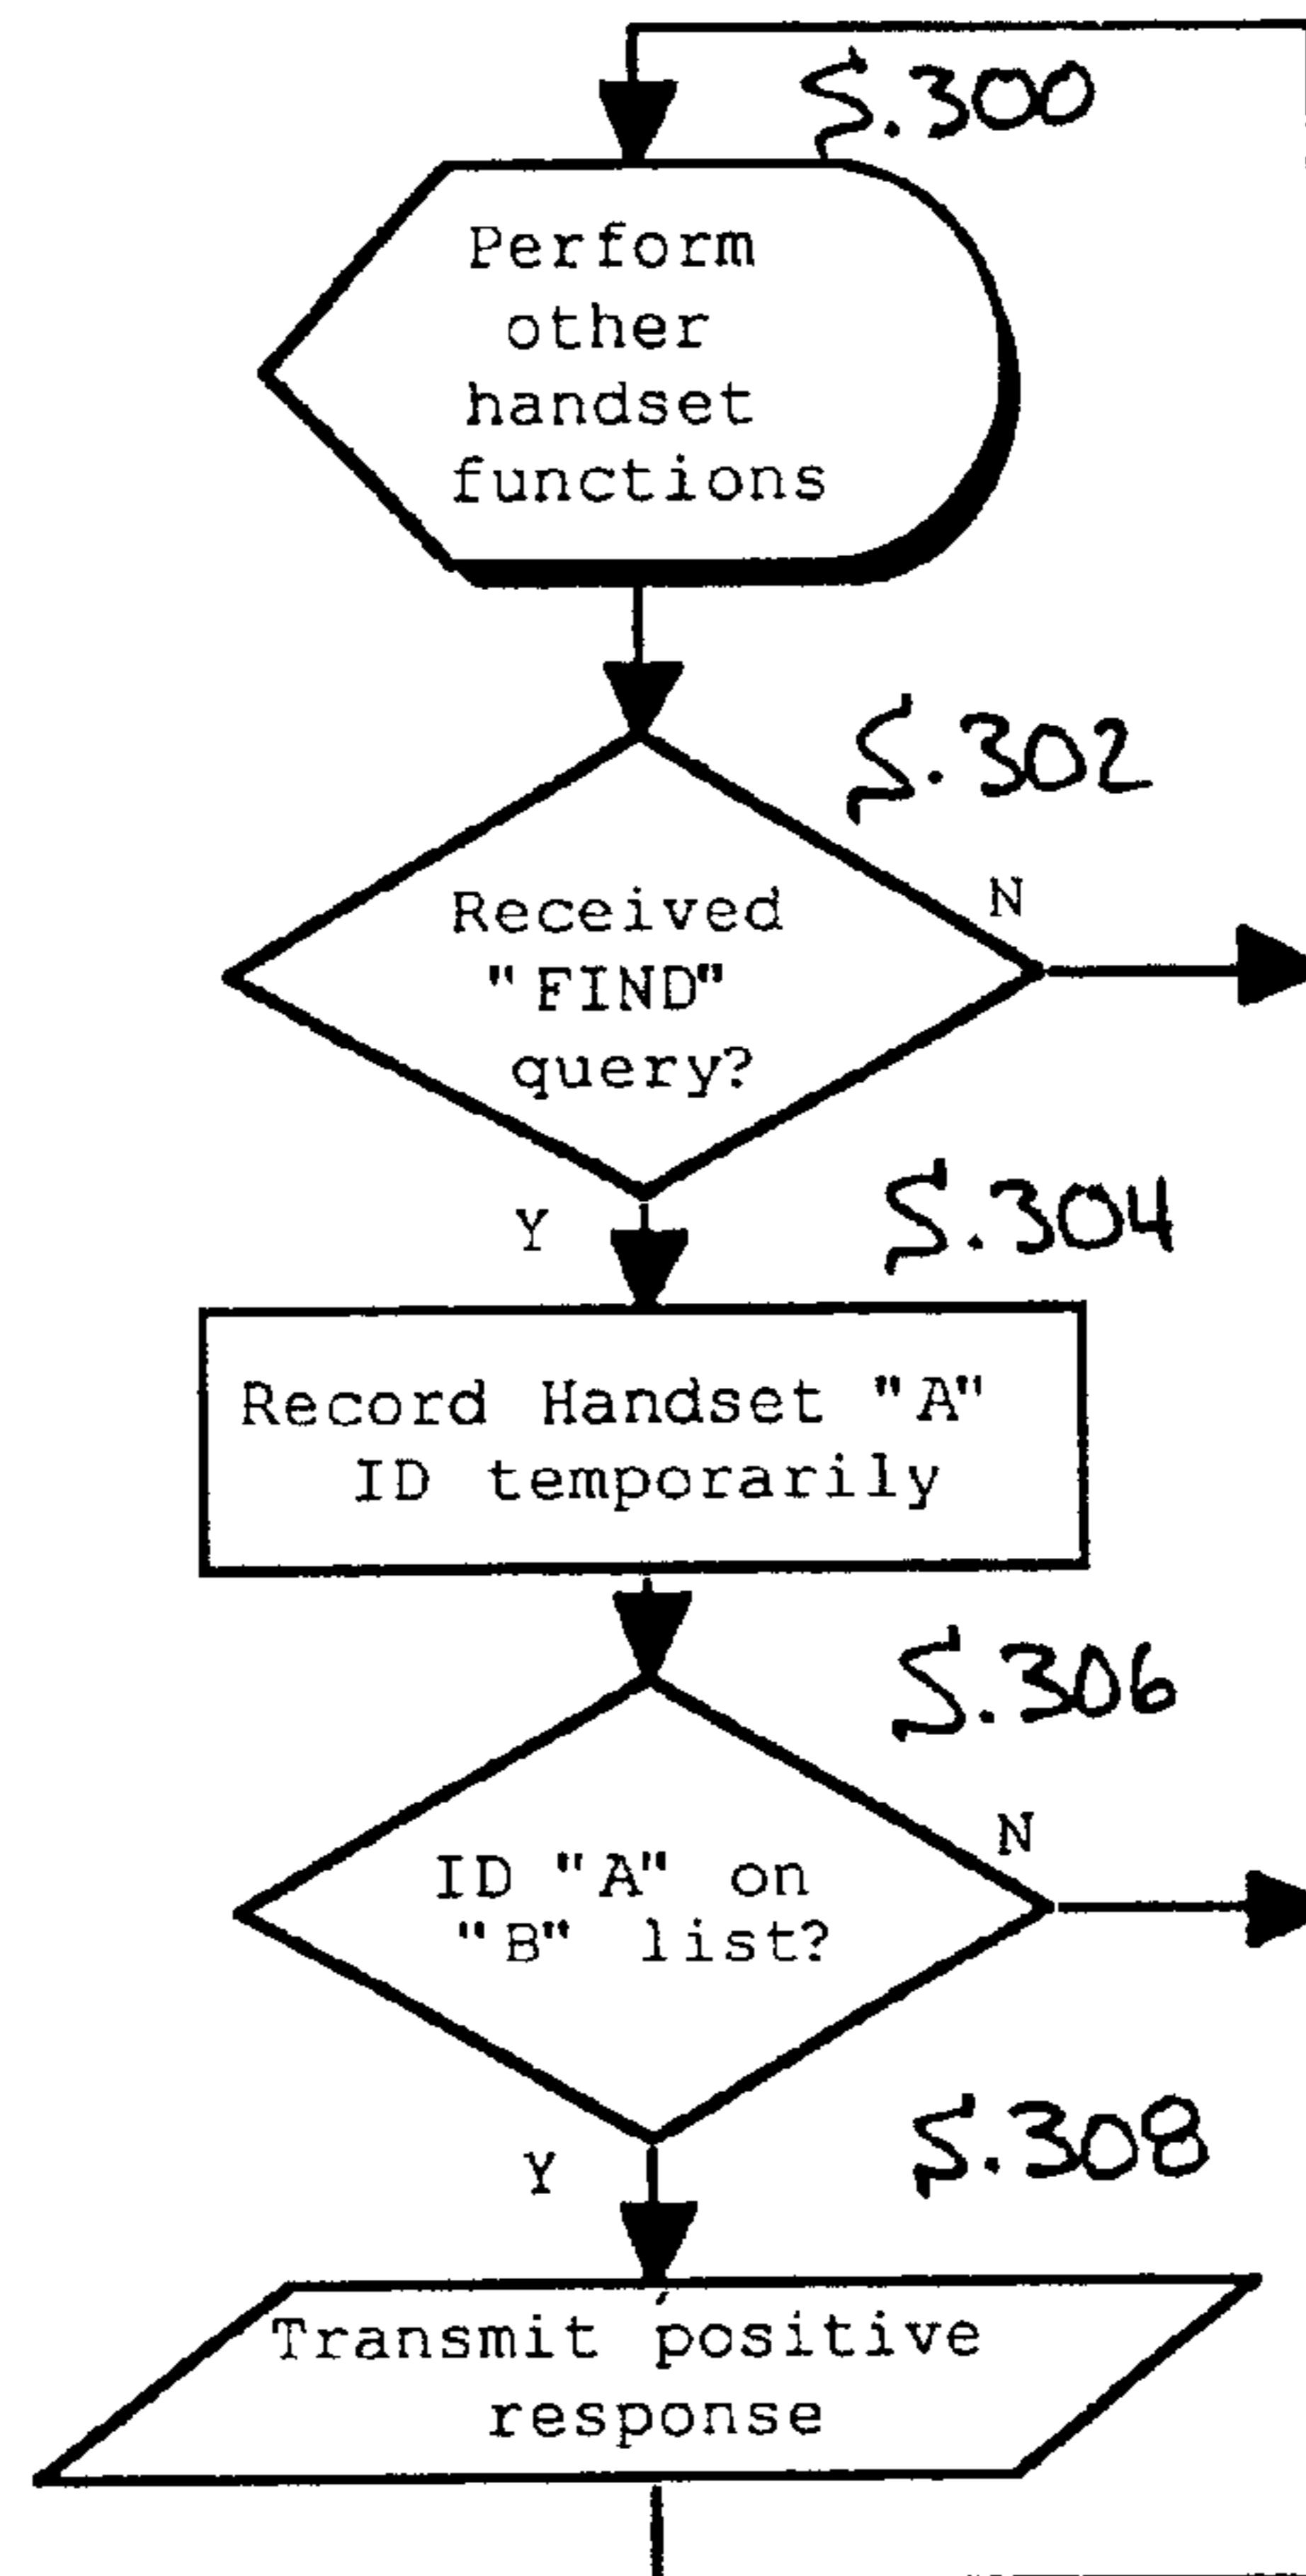 S.300
Perform
other
handset
functions
S.302
N
Received
"FIND"
query?
Y
S.304
Record Handset "A"
ID temporarily
S.306
N
ID "A" on
"B" list?
Y
S.308
Transmit positive
response